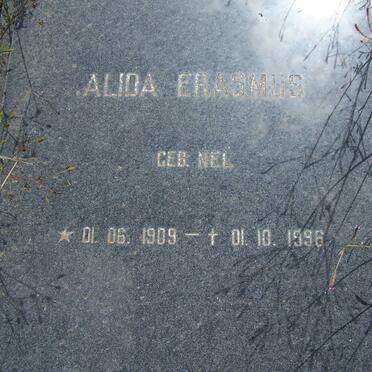 ALIDA ERASMUS
GEB. NEL
★ 01. 06. 1909 — ✝ 01. 10. 1996